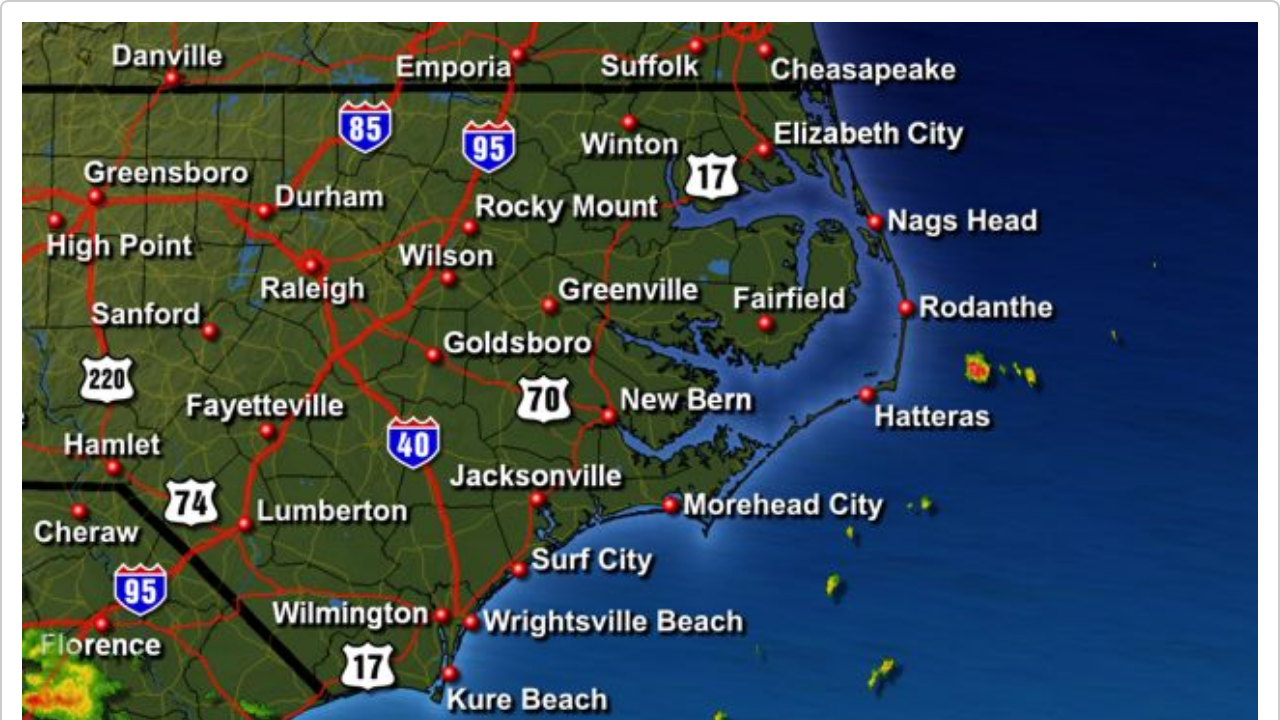 Danville
Emporia
Suffolk
Cheasapeake
85
95
Winton
Elizabeth City
17
Greensboro
Durham
Rocky Mount
Nags Head
High Point
Wilson
Raleigh
Greenville
Fairfield
Rodanthe
Sanford
Goldsboro
220
70
New Bern
Fayetteville
Hatteras
Hamlet
40
Jacksonville
74
Lumberton
Morehead City
Cheraw
Surf City
95
Wilmington
Wrightsville Beach
Florence
17
Kure Beach